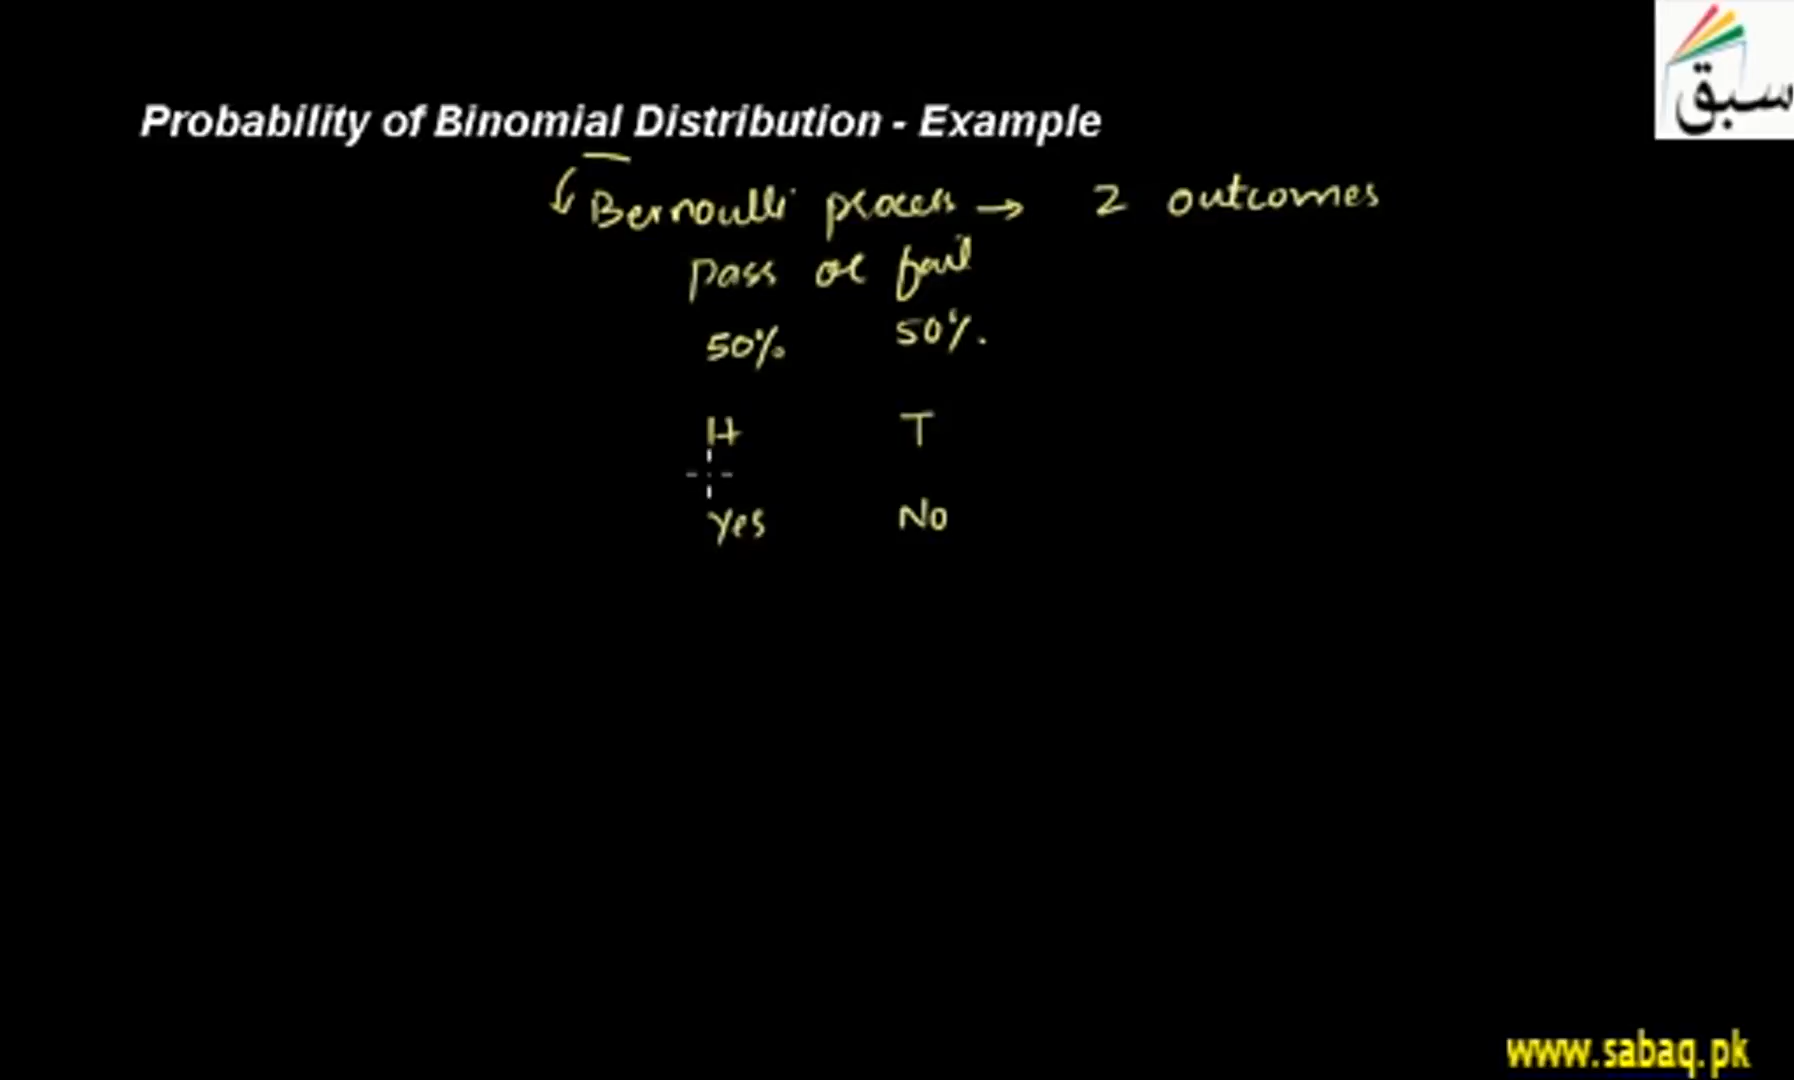 سبق
Probability of Binomial Distribution - Example
Bernoulli process → 2 outcomes
Pass or fail
50% 50%.
H T
Yes No
www.sabaq.pk